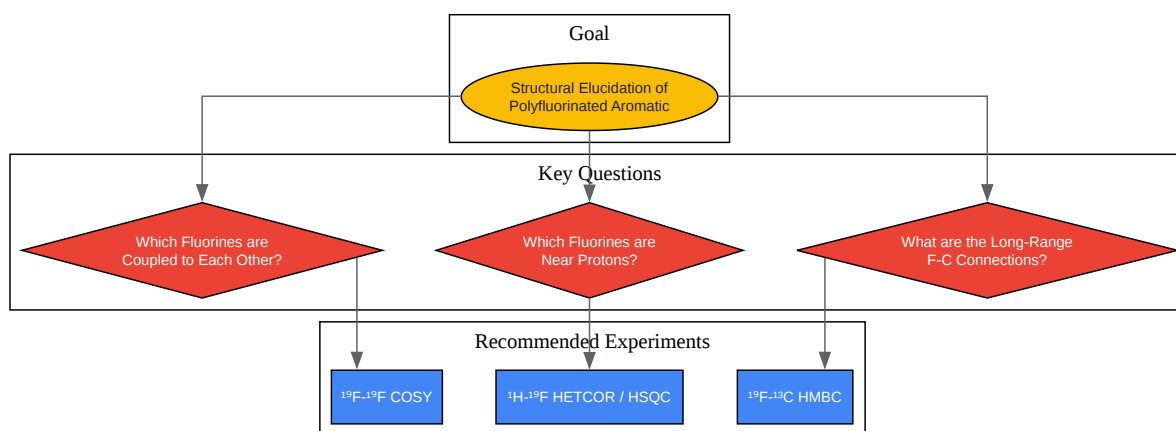 Goal
Structural Elucidation of
Polyfluorinated Aromatic
Key Questions
Which Fluorines are
Coupled to Each Other?
Which Fluorines are
Near Protons?
What are the Long-Range
F-C Connections?
Recommended Experiments
¹⁹F-¹⁹F COSY
¹H-¹⁹F HETCOR / HSQC
¹⁹F-¹³C HMBC